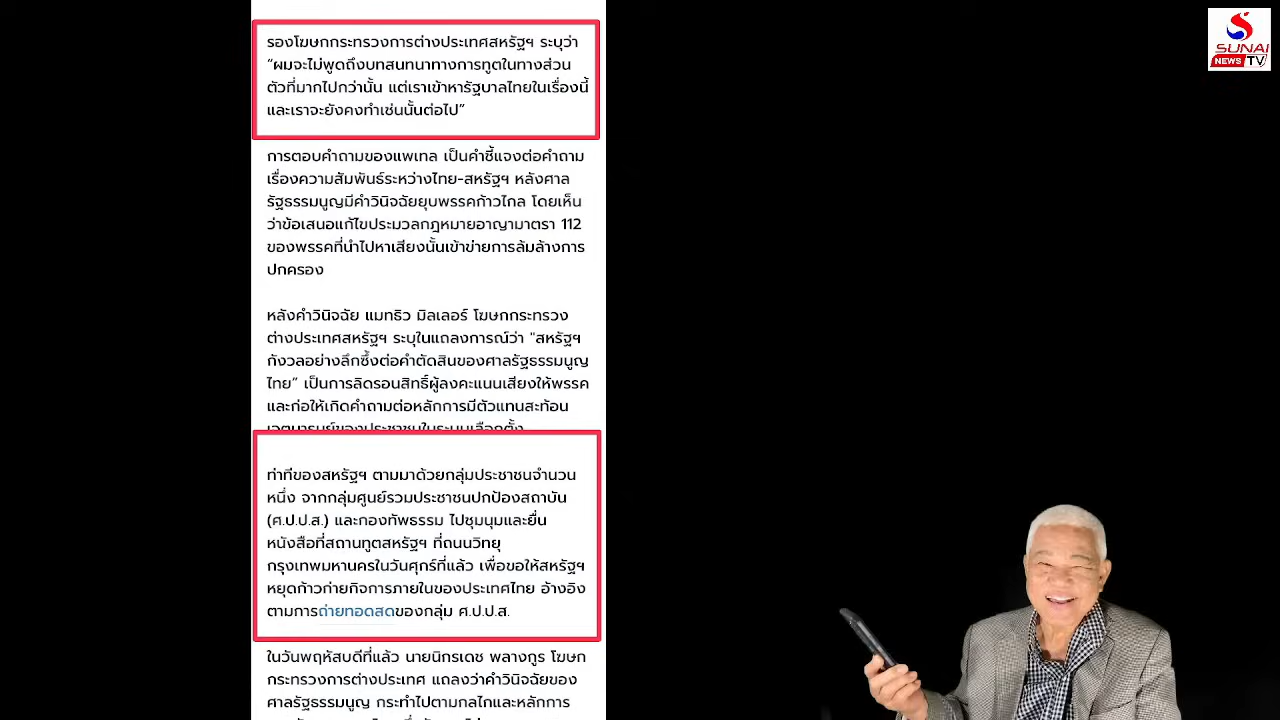 รองโฆษกกระทรวงการต่างประเทศสหรัฐฯ ระบุว่า
“ผมจะไม่พูดถึงบทสนทนาทางการทูตในทางส่วน
ตัวที่มากไปกว่านั้น แต่เราเข้าหารัฐบาลไทยในเรื่องนี้
และเราจะยังคงทำเช่นนั้นต่อไป”
การตอบคำถามของแพเทล เป็นคำชี้แจงต่อคำถาม
เรื่องความสัมพันธ์ระหว่างไทย-สหรัฐฯ หลังศาล
รัฐธรรมนูญมีคำวินิจฉัยยุบพรรคก้าวไกล โดยเห็น
ว่าข้อเสนอแก้ไขประมวลกฎหมายอาญามาตรา 112
ของพรรคที่นำไปหาเสียงนั้นเข้าข่ายการล้มล้างการ
ปกครอง
หลังคำวินิจฉัย แมทธิว มิลเลอร์ โฆษกกระทรวง
ต่างประเทศสหรัฐฯ ระบุในแถลงการณ์ว่า “สหรัฐฯ
กังวลอย่างลึกซึ้งต่อคำตัดสินของศาลรัฐธรรมนูญ
ไทย” เป็นการลิดรอนสิทธิ์ผู้ลงคะแนนเสียงให้พรรค
และก่อให้เกิดคำถามต่อหลักการมีตัวแทนสะท้อน
เจตนารมย์ของประชาชนในระบบเลือกตั้ง
ท่าทีของสหรัฐฯ ตามมาด้วยกลุ่มประชาชนจำนวน
หนึ่ง จากกลุ่มศูนย์รวมประชาชนปกป้องสถาบัน
(ศ.ป.ป.ส.) และกองทัพธรรม ไปชุมนุมและยื่น
หนังสือที่สถานทูตสหรัฐฯ ที่ถนนวิทยุ
กรุงเทพมหานครในวันศุกร์ที่แล้ว เพื่อขอให้สหรัฐฯ
หยุดก้าวก่ายกิจการภายในของประเทศไทย อ้างอิง
ตามการถ่ายทอดสดของกลุ่ม ศ.ป.ป.ส.
ในวันพฤหัสบดีที่แล้ว นายนิกรเดช พลางกูร โฆษก
กระทรวงการต่างประเทศ แถลงว่าคำวินิจฉัยของ
ศาลรัฐธรรมนูญ กระทำไปตามกลไกและหลักการ
SUNAI
NEWS TV